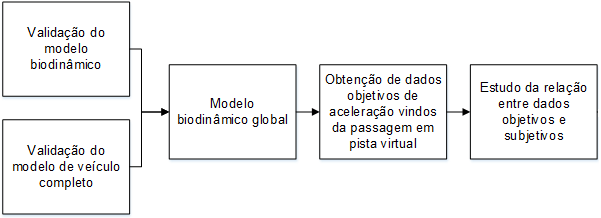 Validação do
modelo
biodinâmico
Validação do
modelo de veículo
completo
Modelo
biodinâmico global
Obtenção de dados
objetivos de
aceleração vindos
da passagem em
pista virtual
Estudo da relação
entre dados
objetivos e
subjetivos